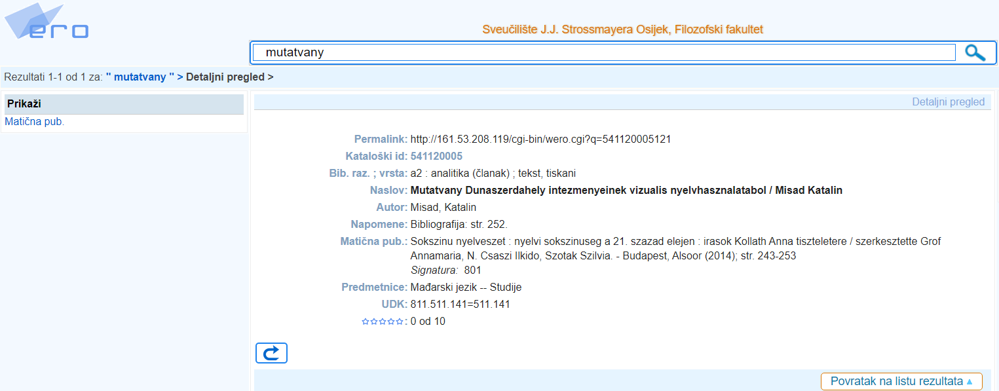 ero
Sveučilište J.J. Strossmayera Osijek, Filozofski fakultet
mutatvany
Rezultati 1-1 od 1 za: " mutatvany " > Detaljni pregled >
Prikaži
Matična pub.
Detaljni pregled
Permalink: http://161.53.208.119/cgi-bin/wero.cgi?q=541120005121
Kataloški id: 541120005
Bib. raz. ; vrsta: a2 : analitika (članak) ; tekst, tiskani
Naslov: Mutatvany Dunaszerdahely intezmenyeinek vizualis nyelvhasznalatabol / Misad Katalin
Autor: Misad, Katalin
Napomene: Bibliografija: str. 252.
Matična pub.: Sokszinu nyelveszet : nyelvi sokszinuseg a 21. szazad elejen : irasok Kollath Anna tiszteletere / szerkesztette Grof
Annamaria, N. Csaszi Ilkido, Szotak Szilvia. - Budapest, Alsoor (2014); str. 243-253
Signatura: 801
Predmetnice: Mađarski jezik -- Studije
UDK: 811.511.141=511.141
☆☆☆☆☆: 0 od 10
Povratak na listu rezultata ▲